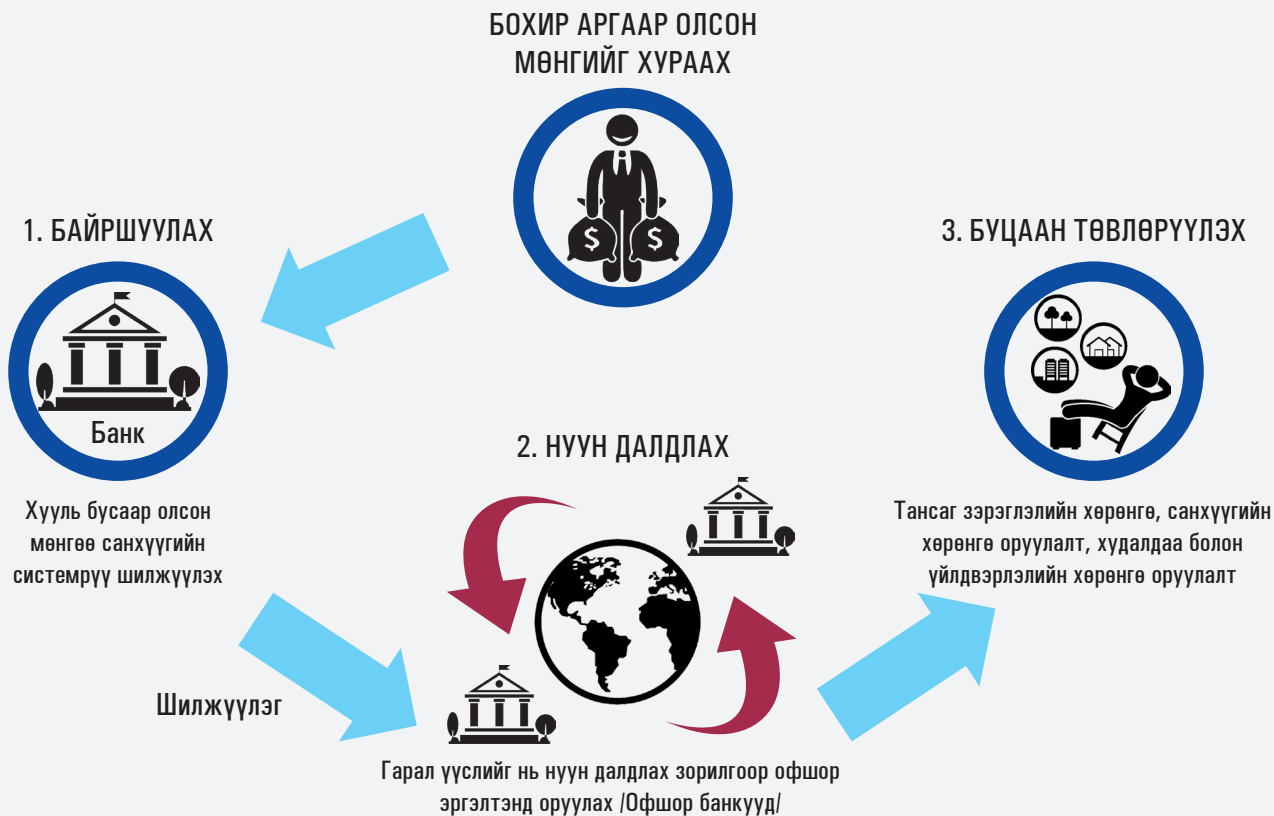 БОХИР АРГААР ОЛСОН
МӨНГИЙГ ХУРААХ
$ $
1. БАЙРШУУЛАХ
Банк
Хууль бусаар олсон
мөнгөө санхүүгийн
системрүү шилжүүлэх
Шилжүүлэг
2. НУУН ДАЛДЛАХ
Гарал үүслийг нь нуун далдлах зорилгоор офшор
эргэлтэнд оруулах /Офшор банкууд/
3. БУЦААН ТӨВЛӨРҮҮЛЭХ
Тансаг зэрэглэлийн хөрөнгө, санхүүгийн
хөрөнгө оруулалт, худалдаа болон
үйлдвэрлэлийн хөрөнгө оруулалт